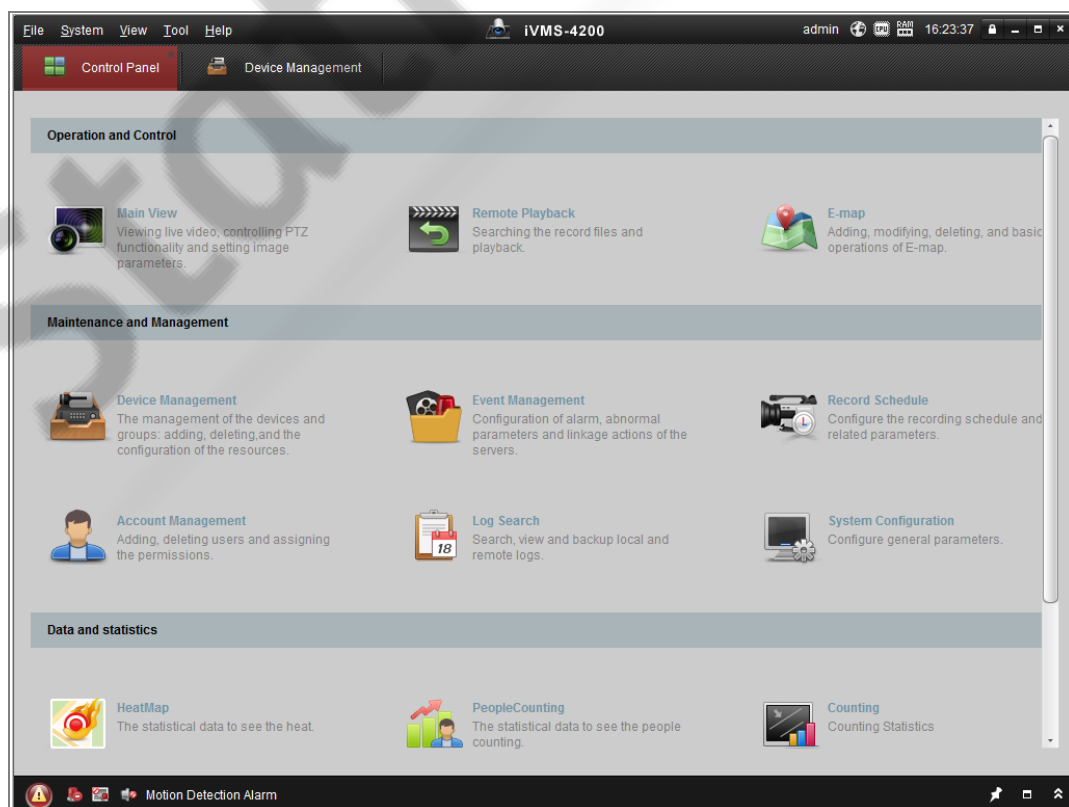 File System View Tool Help iVMS-4200 admin CPU RAM 16:23:37
Control Panel Device Management
Operation and Control
Main View
Viewing live video, controlling PTZ
functionality and setting image
parameters.
Remote Playback
Searching the record files and
playback.
E-map
Adding, modifying, deleting, and basic
operations of E-map.
Maintenance and Management
Device Management
The management of the devices and
groups: adding, deleting,and the
configuration of the resources.
Event Management
Configuration of alarm, abnormal
parameters and linkage actions of the
servers.
Record Schedule
Configure the recording schedule and
related parameters.
Account Management
Adding, deleting users and assigning
the permissions.
18
Log Search
Search, view and backup local and
remote logs.
System Configuration
Configure general parameters.
Data and statistics
HeatMap
The statistical data to see the heat.
PeopleCounting
The statistical data to see the people
counting.
Counting
Counting Statistics
Motion Detection Alarm